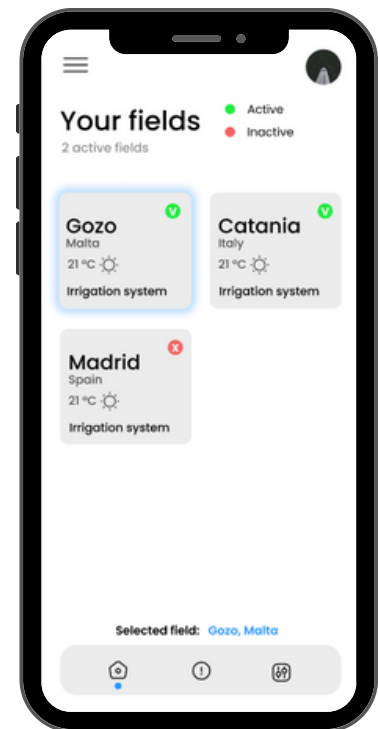 Your fields
2 active fields
Active
Inactive
Gozo
Malta
21 °C
Irrigation system
V
Catania
Italy
21 °C
Irrigation system
V
Madrid
Spain
21 °C
Irrigation system
X
Selected field: Gozo, Malta